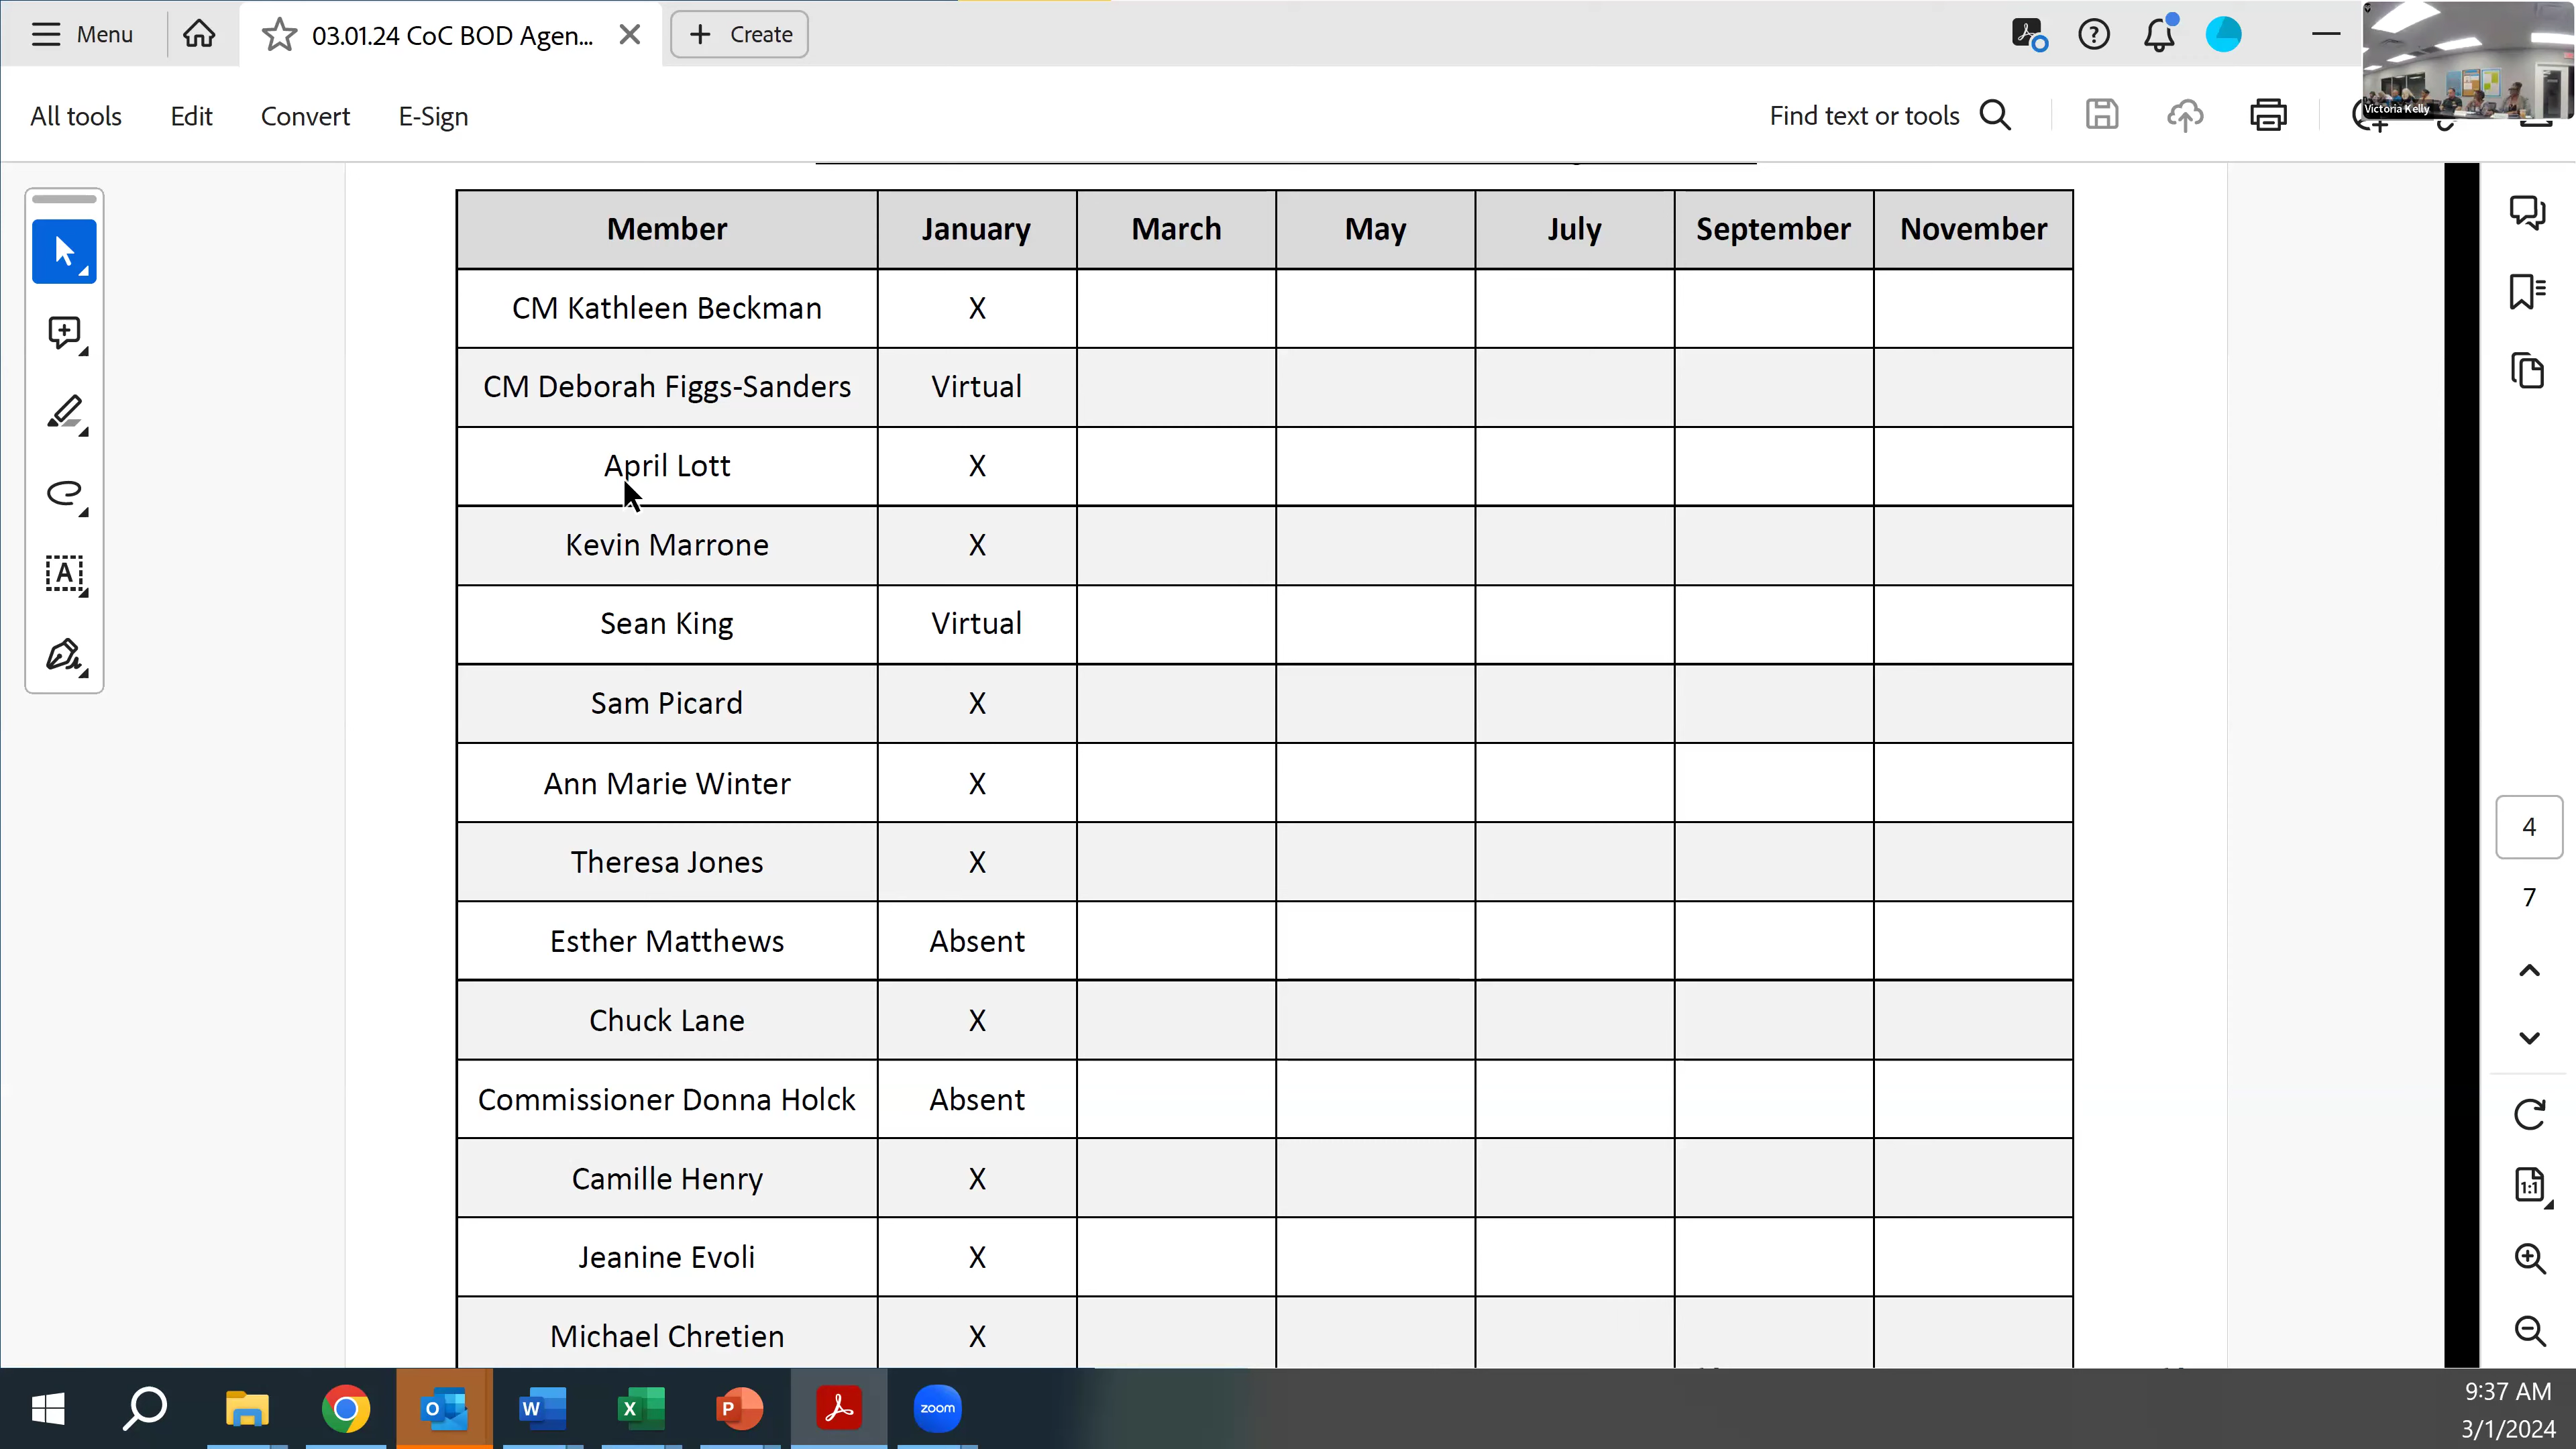 Menu
03.01.24 CoC BOD Agen...
Create
Victoria Kelly
All tools
Edit
Convert
E-Sign
Find text or tools
Member January March May July September November
CM Kathleen Beckman X
CM Deborah Figgs-Sanders Virtual
April Lott X
Kevin Marrone X
Sean King Virtual
Sam Picard X
Ann Marie Winter X
Theresa Jones X
Esther Matthews Absent
Chuck Lane X
Commissioner Donna Holck Absent
Camille Henry X
Jeanine Evoli X
Michael Chretien X
4
7
1:1
zoom
9:37 AM
3/1/2024